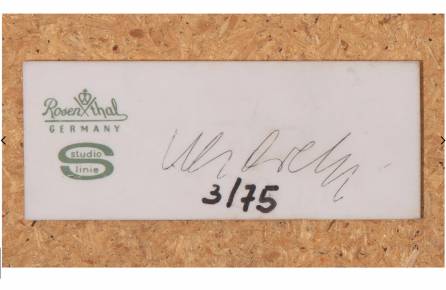 Rosenthal
GERMANY
studio
linie
3/75